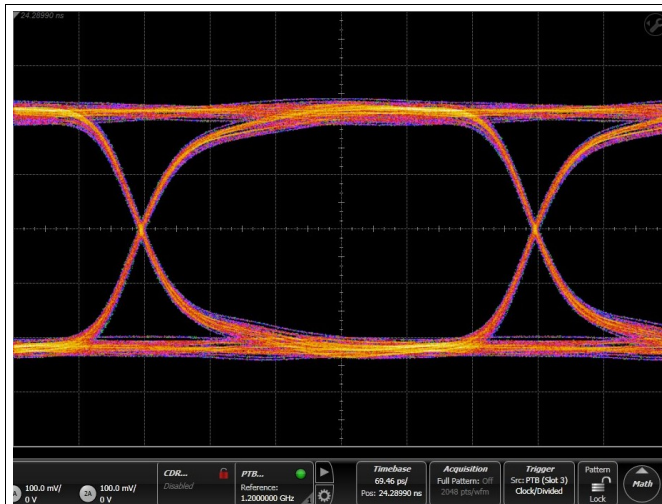 24.28990 ns
CDR...
Disabled
PTB...
Reference:
1.2000000 GHz
Timebase
69.46 ps/
Pos: 24.28990 ns
Acquisition
Full Pattern: Off
2048 pts/wfm
Trigger
Src: PTB (Slot 3)
Clock/Divided
Pattern
Lock
Math
100.0 mV/
0 V
2A
100.0 mV/
0 V